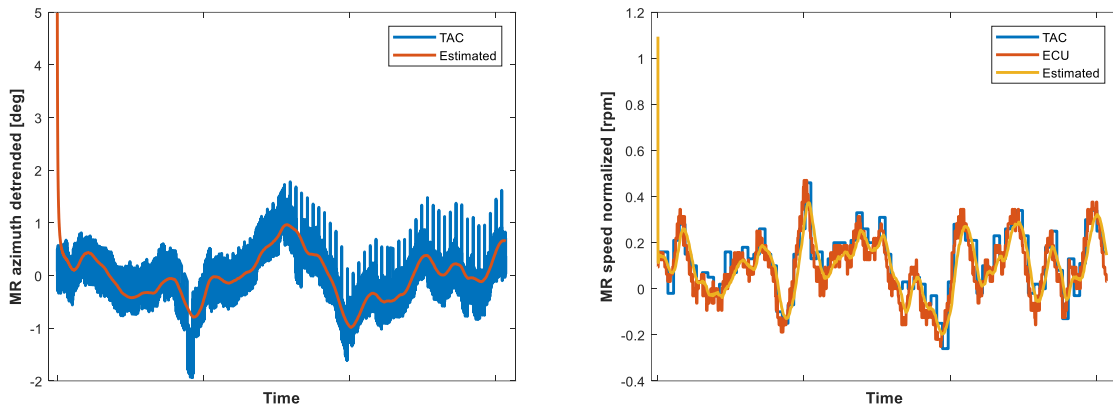 5
4
3
2
1
0
-1
-2
MR azimuth detrended [deg]
Time
TAC
Estimated
1.2
1
0.8
0.6
0.4
0.2
0
-0.2
-0.4
MR speed normalized [rpm]
Time
TAC
ECU
Estimated